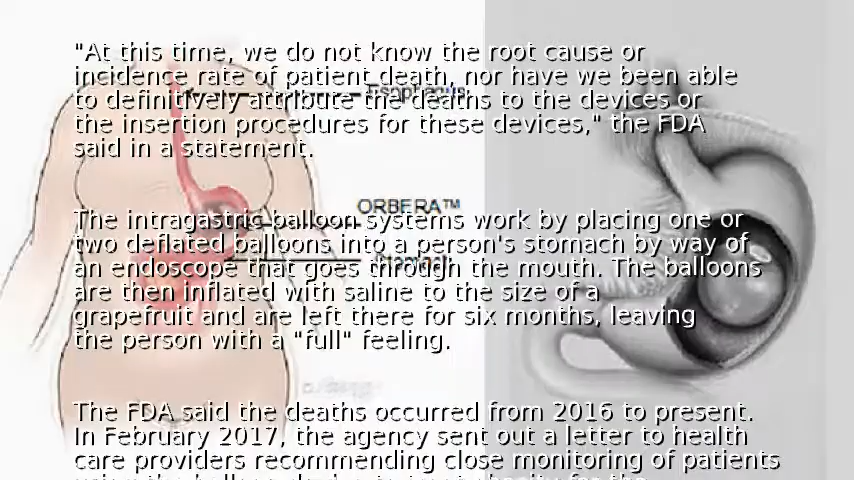 "At this time, we do not know the root cause or
incidence rate of patient death, nor have we been able
Esophagus
to definitively attribute the deaths to the devices or
the insertion procedures for these devices," the FDA
said in a statement.
ORBERA™
The intragastric balloon systems work by placing one or
two deflated balloons into a person's stomach by way of
an endoscope that goes through the mouth. The balloons
Stomach
are then inflated with saline to the size of a
grapefruit and are left there for six months, leaving
the person with a "full" feeling.
The FDA said the deaths occurred from 2016 to present.
In February 2017, the agency sent out a letter to health
care providers recommending close monitoring of patients